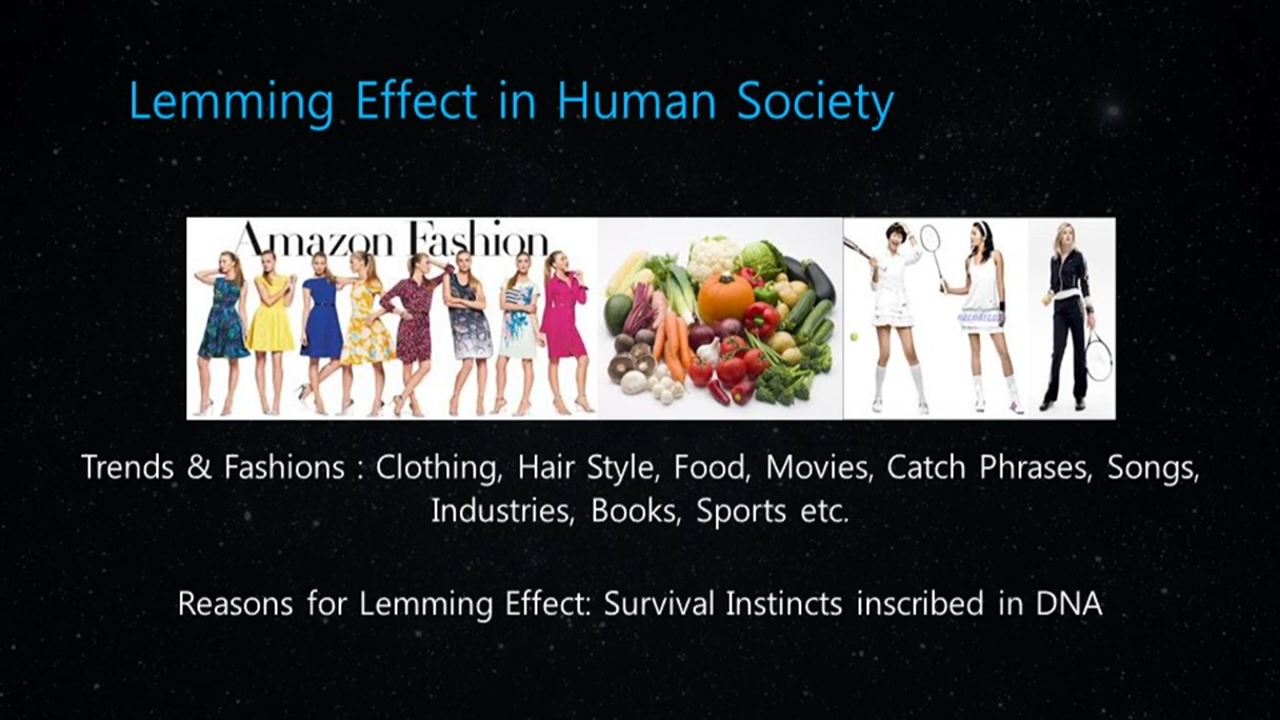 Lemming Effect in Human Society
Amazon Fashion
Trends & Fashions : Clothing, Hair Style, Food, Movies, Catch Phrases, Songs,
Industries, Books, Sports etc.
Reasons for Lemming Effect: Survival Instincts inscribed in DNA